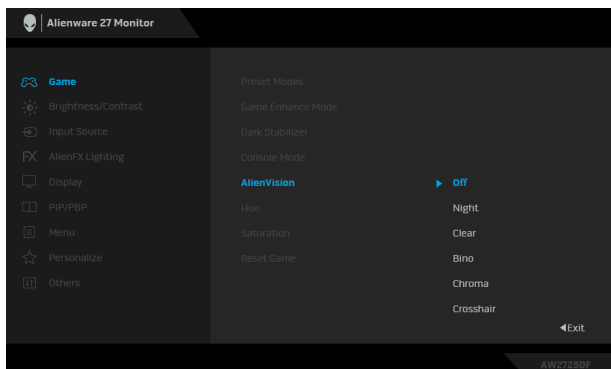 Alienware 27 Monitor
Game
Brightness/Contrast
Input Source
FX AlienFX Lighting
Display
PIP/PBP
Menu
Personalize
Others
Preset Modes
Game Enhance Mode
Dark Stabilizer
Console Mode
AlienVision
Hue
Saturation
Reset Game
Off
Night
Clear
Bino
Chroma
Crosshair
Exit
AW2725DF